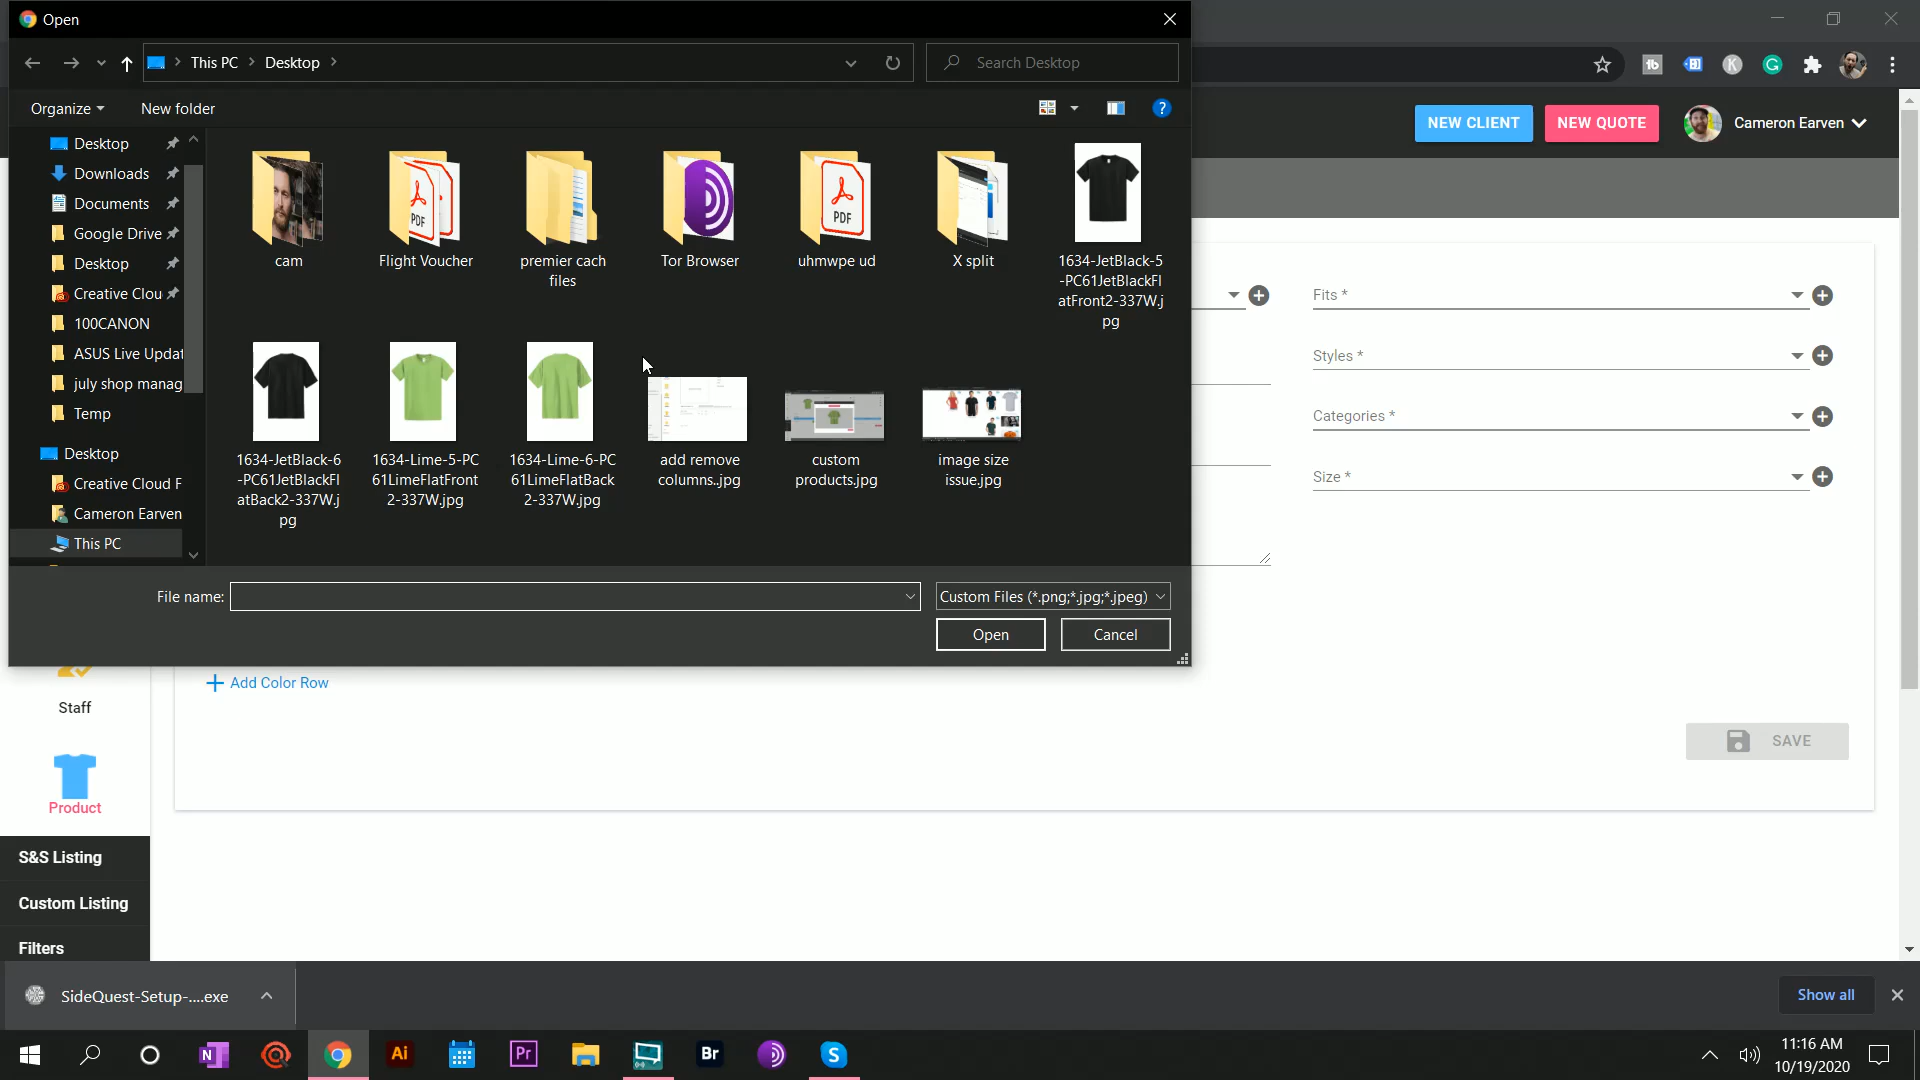 Open
This PC
Desktop
Search Desktop
Organize
New folder
NEW CLIENT
NEW QUOTE
Cameron Earven
Desktop
Downloads
Documents
Google Drive
Desktop
Creative Clou
100CANON
ASUS Live Updat
july shop manag
Temp
Desktop
Creative Cloud F
Cameron Earven
This PC
cam
Flight Voucher
premier cach
files
Tor Browser
uhmwpe ud
X split
1634-JetBlack-5
-PC61JetBlackFl
atFront2-337W.j
pg
PDF
PDF
1634-JetBlack-6
-PC61JetBlackFl
atBack2-337W.j
pg
1634-Lime-5-PC
61LimeFlatFront
2-337W.jpg
1634-Lime-6-PC
61LimeFlatBack
2-337W.jpg
add remove
columns..jpg
custom
products.jpg
image size
issue.jpg
Fits *
Styles *
Categories *
Size *
File name:
Custom Files (*.png;*.jpg;*.jpeg)
Open
Cancel
Add Color Row
SAVE
Staff
Product
S&S Listing
Custom Listing
Filters
SideQuest-Setup-....exe
Show all
N
Ai
Pr
Br
S
11:16 AM
10/19/2020